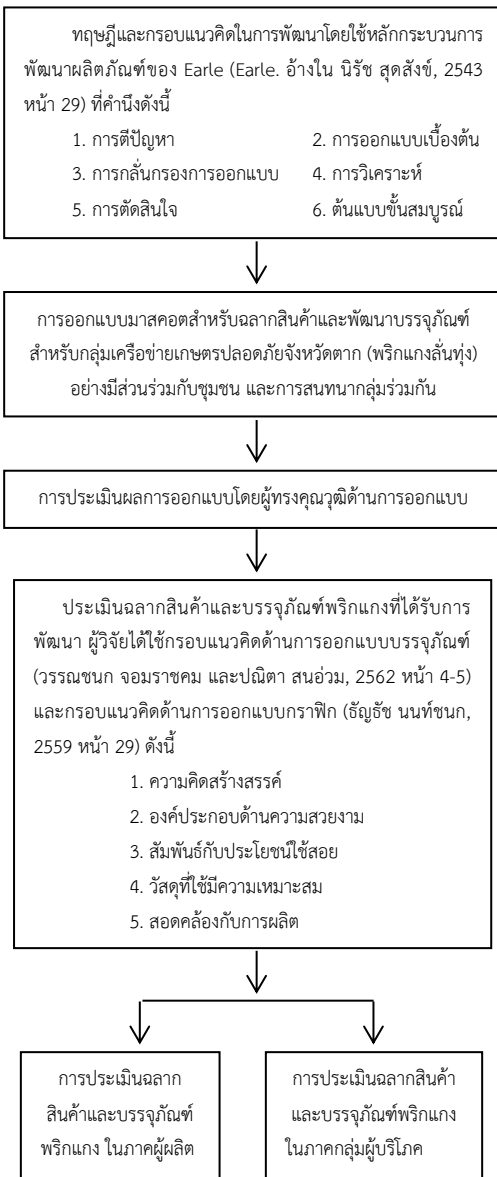 ทฤษฎีและกรอบแนวคิดในการพัฒนาโดยใช้หลักกระบวนการ
พัฒนาผลิตภัณฑ์ของ Earle (Earle. อ้างใน นิรัช สุดสังข์, 2543
หน้า 29) ที่คำนึงดังนี้
1. การตีปัญหา 2. การออกแบบเบื้องต้น
3. การกลั่นกรองการออกแบบ 4. การวิเคราะห์
5. การตัดสินใจ 6. ต้นแบบขั้นสมบูรณ์
การออกแบบมาสคอตสำหรับฉลากสินค้าและพัฒนาบรรจุภัณฑ์
สำหรับกลุ่มเครือข่ายเกษตรปลอดภัยจังหวัดตาก (พริกแกงลั่นทุ่ง)
อย่างมีส่วนร่วมกับชุมชน และการสนทนากลุ่มร่วมกัน
การประเมินผลการออกแบบโดยผู้ทรงคุณวุฒิด้านการออกแบบ
ประเมินฉลากสินค้าและบรรจุภัณฑ์พริกแกงที่ได้รับการ
พัฒนา ผู้วิจัยได้ใช้กรอบแนวคิดด้านการออกแบบบรรจุภัณฑ์
(วรรณชนก จอมราชคม และปณิตา สนอ่วม, 2562 หน้า 4-5)
และกรอบแนวคิดด้านการออกแบบกราฟิก (ธัญธัช นนท์ชนก,
2559 หน้า 29) ดังนี้
1. ความคิดสร้างสรรค์
2. องค์ประกอบด้านความสวยงาม
3. สัมพันธ์กับประโยชน์ใช้สอย
4. วัสดุที่ใช้มีความเหมาะสม
5. สอดคล้องกับการผลิต
การประเมินฉลาก
สินค้าและบรรจุภัณฑ์
พริกแกง ในภาคผู้ผลิต
การประเมินฉลากสินค้า
และบรรจุภัณฑ์พริกแกง
ในภาคกลุ่มผู้บริโภค